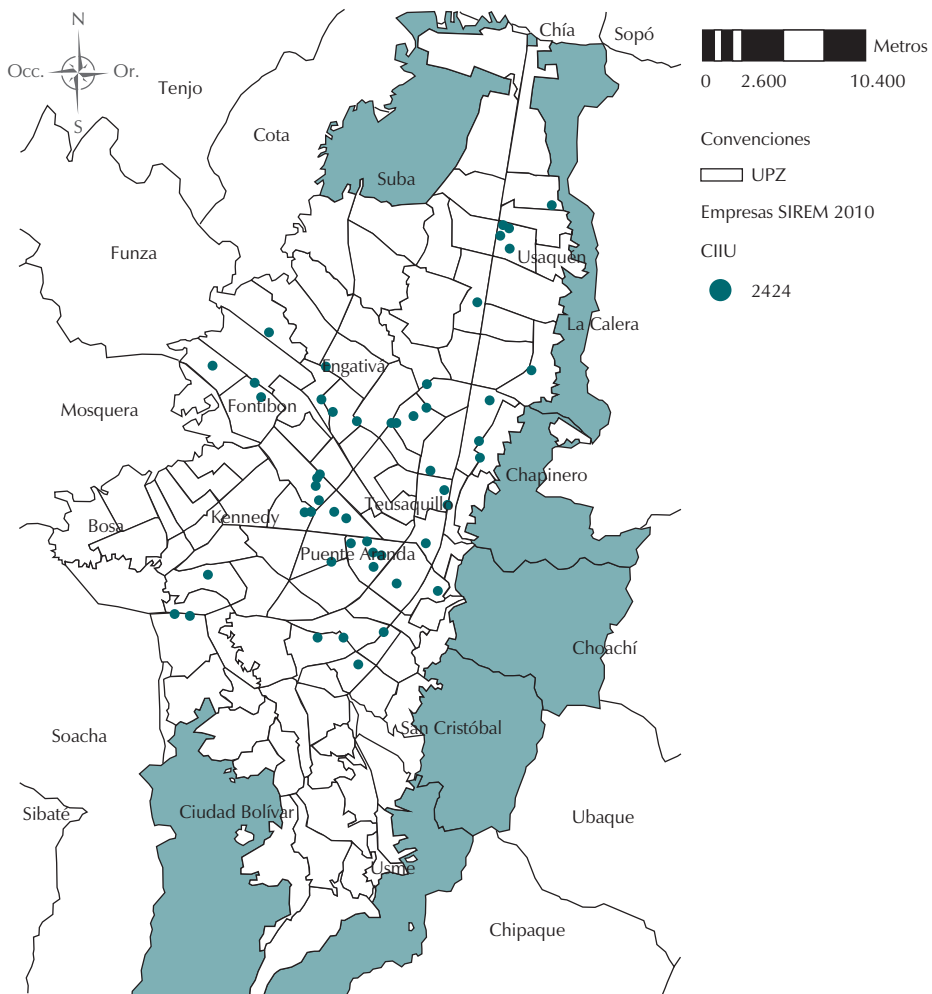 N
Occ.
Or.
S
Chía
Sopó
Metros
0
2.600
10.400
Convenciones
UPZ
Empresas SIREM 2010
CIIU
2424
Tenjo
Cota
Suba
Funza
Usaquén
La Calera
Engativá
Mosquera
Fontibón
Chapinero
Teusaquill
Bosa
Kennedy
Puente Aranda
Choachí
Soacha
San Cristóbal
Sibaté
Ciudad Bolívar
Ubaque
Usme
Chipaque